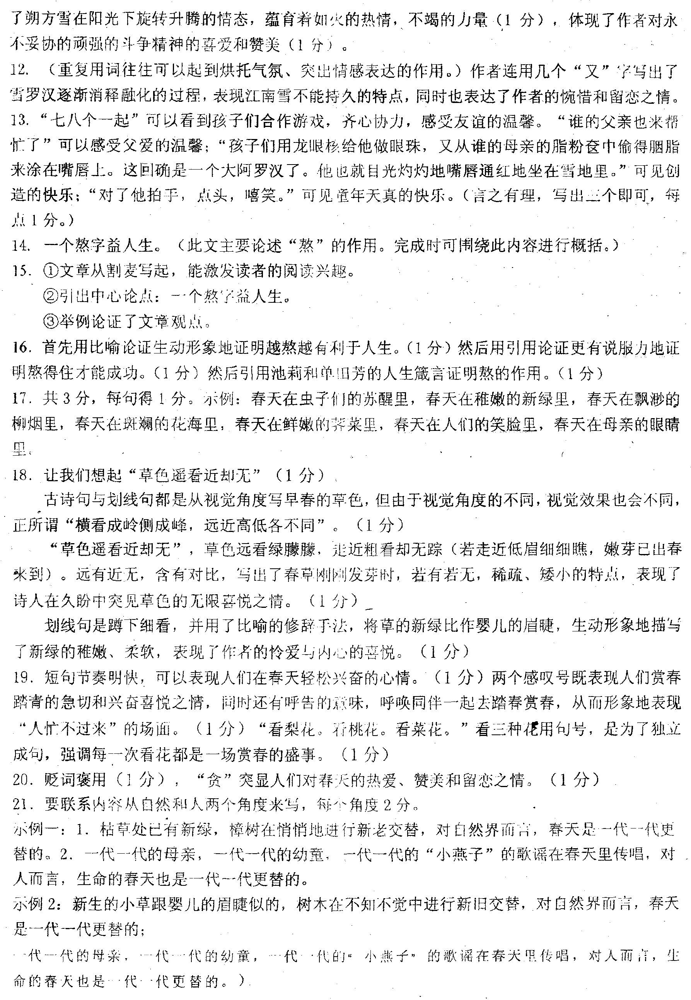 了朔方雪在阳光下旋转升腾的情态，蕴育着如火的热情，不竭的力量（1 分），体现了作者对永
不妥协的顽强的斗争精神的喜爱和赞美（1 分）。
12. （重复用词往往可以起到烘托气氛、突出情感表达的作用。）作者连用几个“又”字写出了
雪罗汉逐渐消释融化的过程，表现江南雪不能持久的特点，同时也表达了作者的惋惜和留恋之情。
13. “七八个一起”可以看到孩子们合作游戏，齐心协力，感受友谊的温馨。“谁的父亲也来帮
忙了”可以感受父爱的温馨；“孩子们用龙眼核给他做眼珠，又从谁的母亲的脂粉奁中偷得胭脂
来涂在嘴唇上。这回确是一个大阿罗汉了。他也就目光灼灼地嘴唇通红地坐在雪地里。”可见创
造的快乐；“对了他拍手，点头，嘻笑。”可见童年天真的快乐。（言之有理，写出三个即可，每
点 1 分。）
14. 一个熬字益人生。（此文主要论述“熬”的作用。完成时可围绕此内容进行概括。）
15. ①文章从割麦写起，能激发读者的阅读兴趣。
②引出中心论点：一个熬字益人生。
③举例论证了文章观点。
16. 首先用比喻论证生动形象地证明越熬越有利于人生。（1 分）然后用引用论证更有说服力地证
明熬得住才能成功。（1 分）然后引用池莉和单田芳的人生箴言证明熬的作用。（1 分）
17. 共 3 分，每句得 1 分。示例：春天在虫子们的苏醒里，春天在稚嫩的新绿里，春天在飘渺的
柳烟里，春天在斑斓的花海里，春天在鲜嫩的荠菜里，春天在人们的笑脸里，春天在母亲的眼睛
里。
18. 让我们想起“草色遥看近却无”（1 分）
古诗句与划线句都是从视觉角度写早春的草色，但由于视觉角度的不同，视觉效果也会不同，
正所谓“横看成岭侧成峰，远近高低各不同”。（1 分）
“草色遥看近却无”，草色远看绿朦朦，走近粗看却无踪（若走近低眉细细瞧，嫩芽已出春
来到）。远有近无，含有对比，写出了春草刚刚发芽时，若有若无，稀疏、矮小的特点，表现了
诗人在久盼中突见草色的无限喜悦之情。（1 分）
划线句是蹲下细看，并用了比喻的修辞手法，将草的新绿比作婴儿的眉睫，生动形象地描写
了新绿的稚嫩、柔软，表现了作者的怜爱与内心的喜悦。（1 分）
19. 短句节奏明快，可以表现人们在春天轻松兴奋的心情。（1 分）两个感叹号既表现人们赏春
踏青的急切和兴奋喜悦之情，同时还有呼告的意味，呼唤同伴一起去踏春赏春，从而形象地表现
“人忙不过来”的场面。（1 分）“看梨花。看桃花。看菜花。”看三种花用句号，是为了独立
成句，强调每一次看花都是一场赏春的盛事。（1 分）
20. 贬词褒用（1 分），“贪”突显人们对春天的热爱、赞美和留恋之情。（1 分）
21. 要联系内容从自然和人两个角度来写，每个角度 2 分。
示例一：1. 枯草处已有新绿，樟树在悄悄地进行新老交替，对自然界而言，春天是一代一代更
替的。2. 一代一代的母亲，一代一代的幼童，一代一代的“小燕子”的歌谣在春天里传唱，对
人而言，生命的春天也是一代一代更替的。
示例 2：新生的小草跟婴儿的眉睫似的，树木在不知不觉中进行新旧交替，对自然界而言，春天
是一代一代更替的；
一代一代的母亲，一代一代的幼童，一代一代的“小燕子”的歌谣在春天里传唱，对人而言，生
命的春天也是一代一代更替的。）